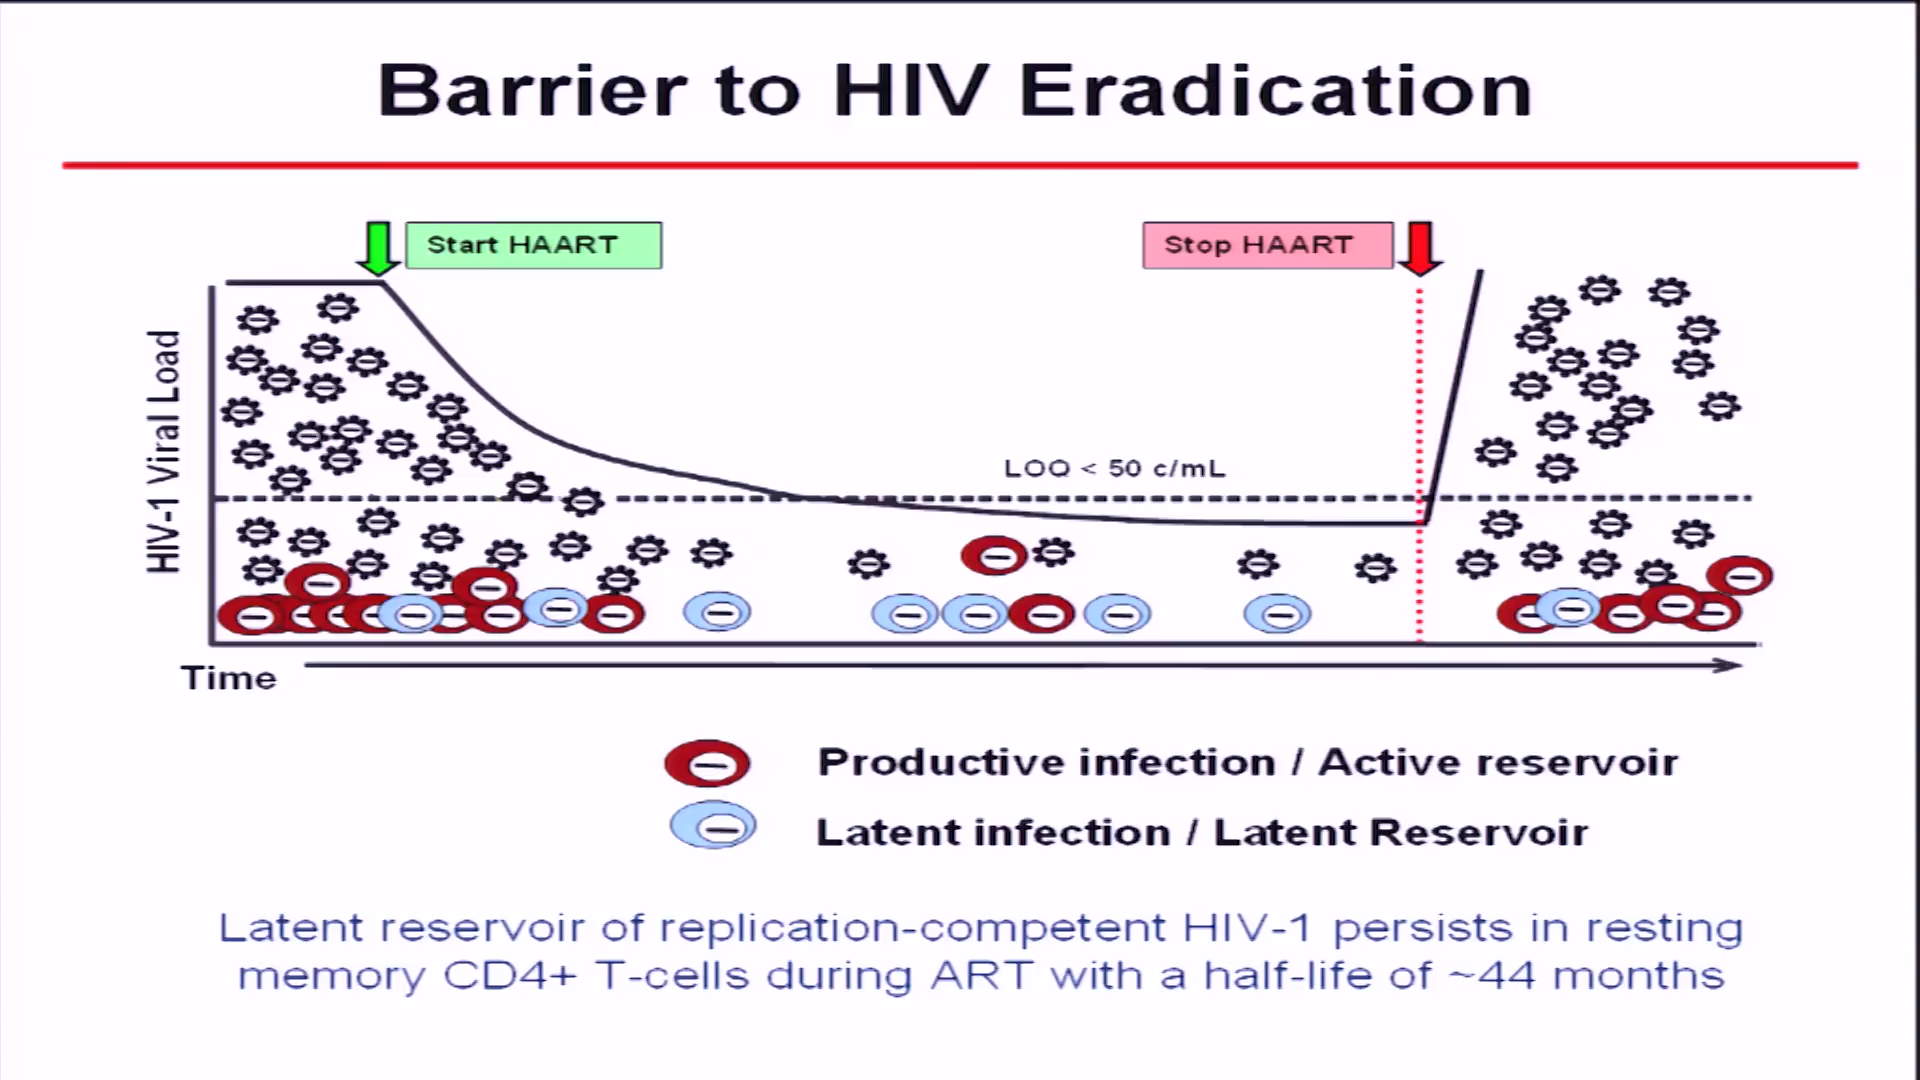 Barrier to HIV Eradication
Start HAART
Stop HAART
HIV-1 Viral Load
LOQ < 50 c/mL
Time
Productive infection / Active reservoir
Latent infection / Latent Reservoir
Latent reservoir of replication-competent HIV-1 persists in resting
memory CD4+ T-cells during ART with a half-life of ~44 months